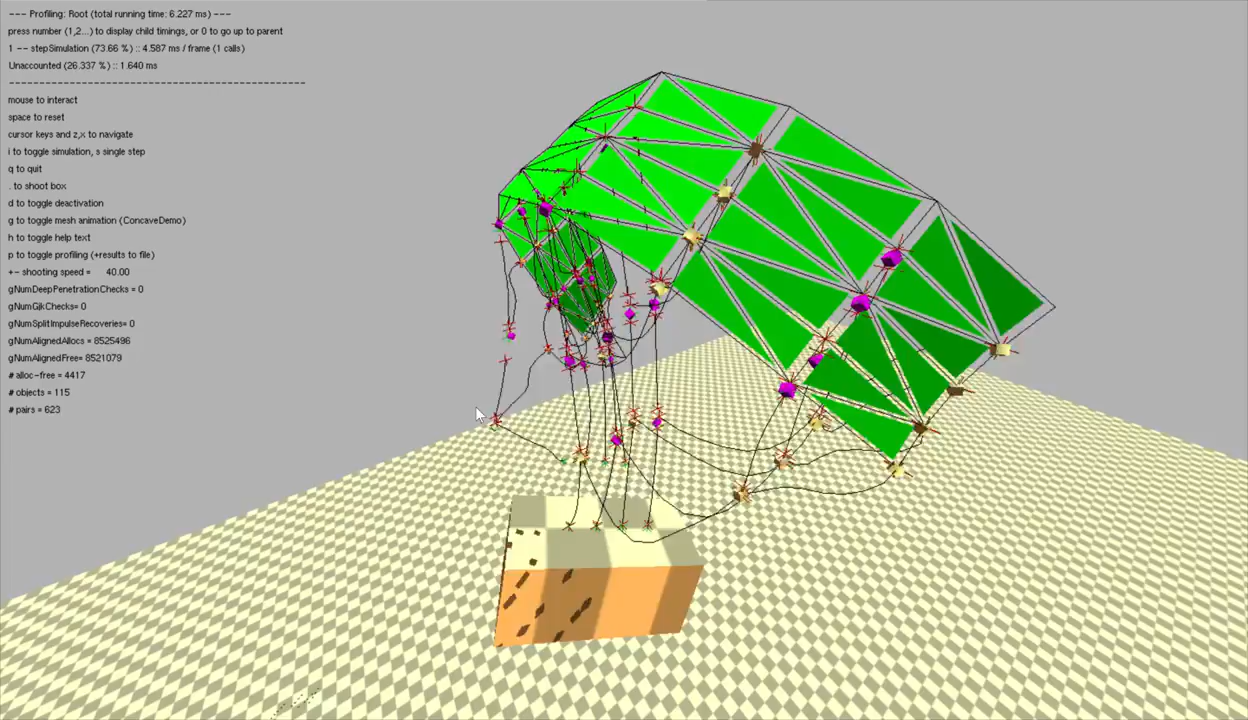 --- Profiling: Root (total running time: 6.227 ms) ---
press number (1,2...) to display child timings, or 0 to go up to parent
1 -- stepSimulation (73.66 %) :: 4.587 ms / frame (1 calls)
Unaccounted (26.337 %) :: 1.640 ms
-------------------------------------------------
mouse to interact
space to reset
cursor keys and z,x to navigate
i to toggle simulation, s single step
q to quit
. to shoot box
d to toggle deactivation
g to toggle mesh animation (ConcaveDemo)
h to toggle help text
p to toggle profiling (+results to file)
+- shooting speed = 40.00
gNumDeepPenetrationChecks = 0
gNumGjkChecks= 0
gNumSplitImpulseRecoveries= 0
gNumAlignedAllocs = 8525496
gNumAlignedFree= 8521079
# alloc-free = 4417
# objects = 115
# pairs = 623